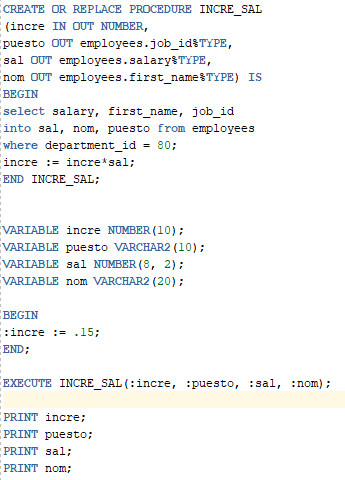 CREATE OR REPLACE PROCEDURE INCRE_SAL
(incre IN OUT NUMBER,
puesto OUT employees.job_id%TYPE,
sal OUT employees.salary%TYPE,
nom OUT employees.first_name%TYPE) IS
BEGIN
select salary, first_name, job_id
into sal, nom, puesto from employees
where department_id = 80;
incre := incre*sal;
END INCRE_SAL;
VARIABLE incre NUMBER(10);
VARIABLE puesto VARCHAR2(10);
VARIABLE sal NUMBER(8, 2);
VARIABLE nom VARCHAR2(20);
BEGIN
:incre := .15;
END;
EXECUTE INCRE_SAL(:incre, :puesto, :sal, :nom);
PRINT incre;
PRINT puesto;
PRINT sal;
PRINT nom;